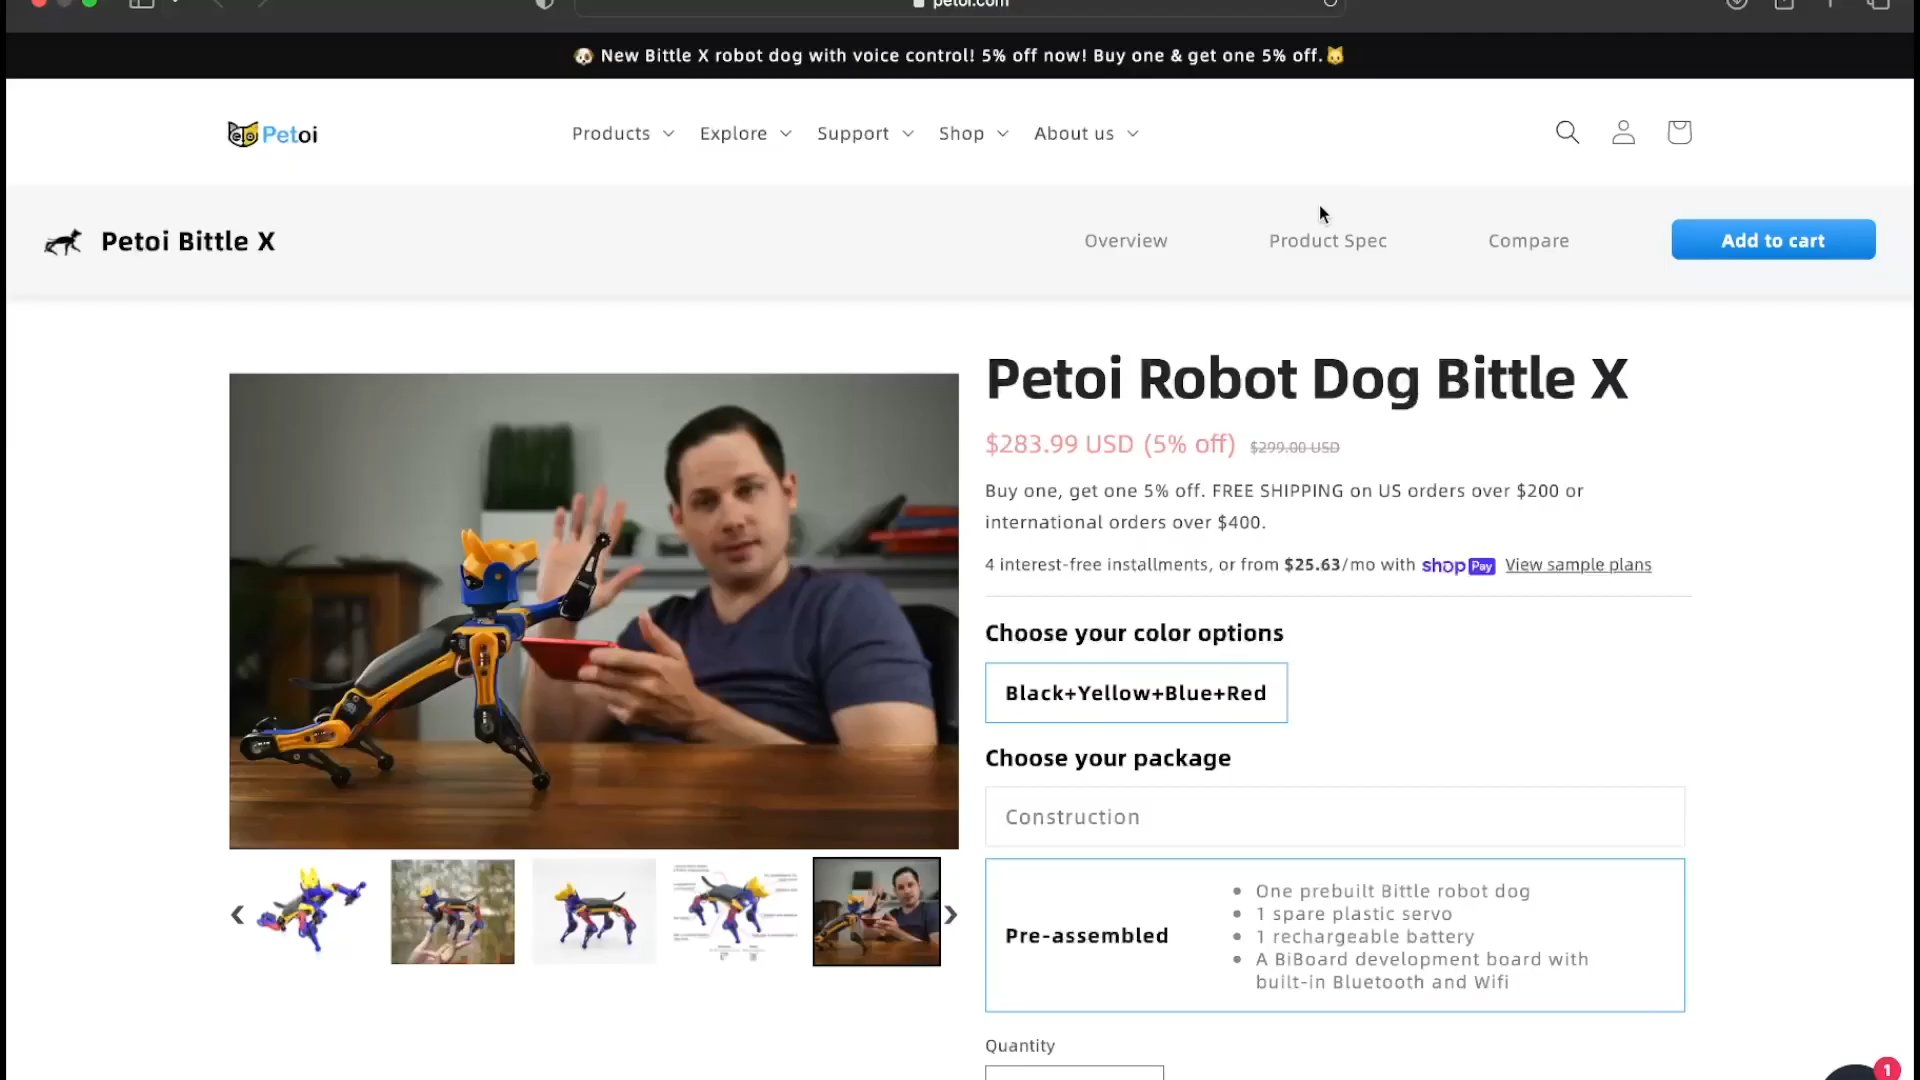 petoi.com
🐶 New Bittle X robot dog with voice control! 5% off now! Buy one & get one 5% off.🐱
Petoi
Products
Explore
Support
Shop
About us
Petoi Bittle X
Overview
Product Spec
Compare
Add to cart
Petoi Robot Dog Bittle X
$283.99 USD (5% off) $299.00 USD
Buy one, get one 5% off. FREE SHIPPING on US orders over $200 or
international orders over $400.
4 interest-free installments, or from $25.63/mo with shop Pay View sample plans
Choose your color options
Black+Yellow+Blue+Red
Choose your package
Construction
Pre-assembled
• One prebuilt Bittle robot dog
• 1 spare plastic servo
• 1 rechargeable battery
• A BiBoard development board with
built-in Bluetooth and Wifi
Quantity
1